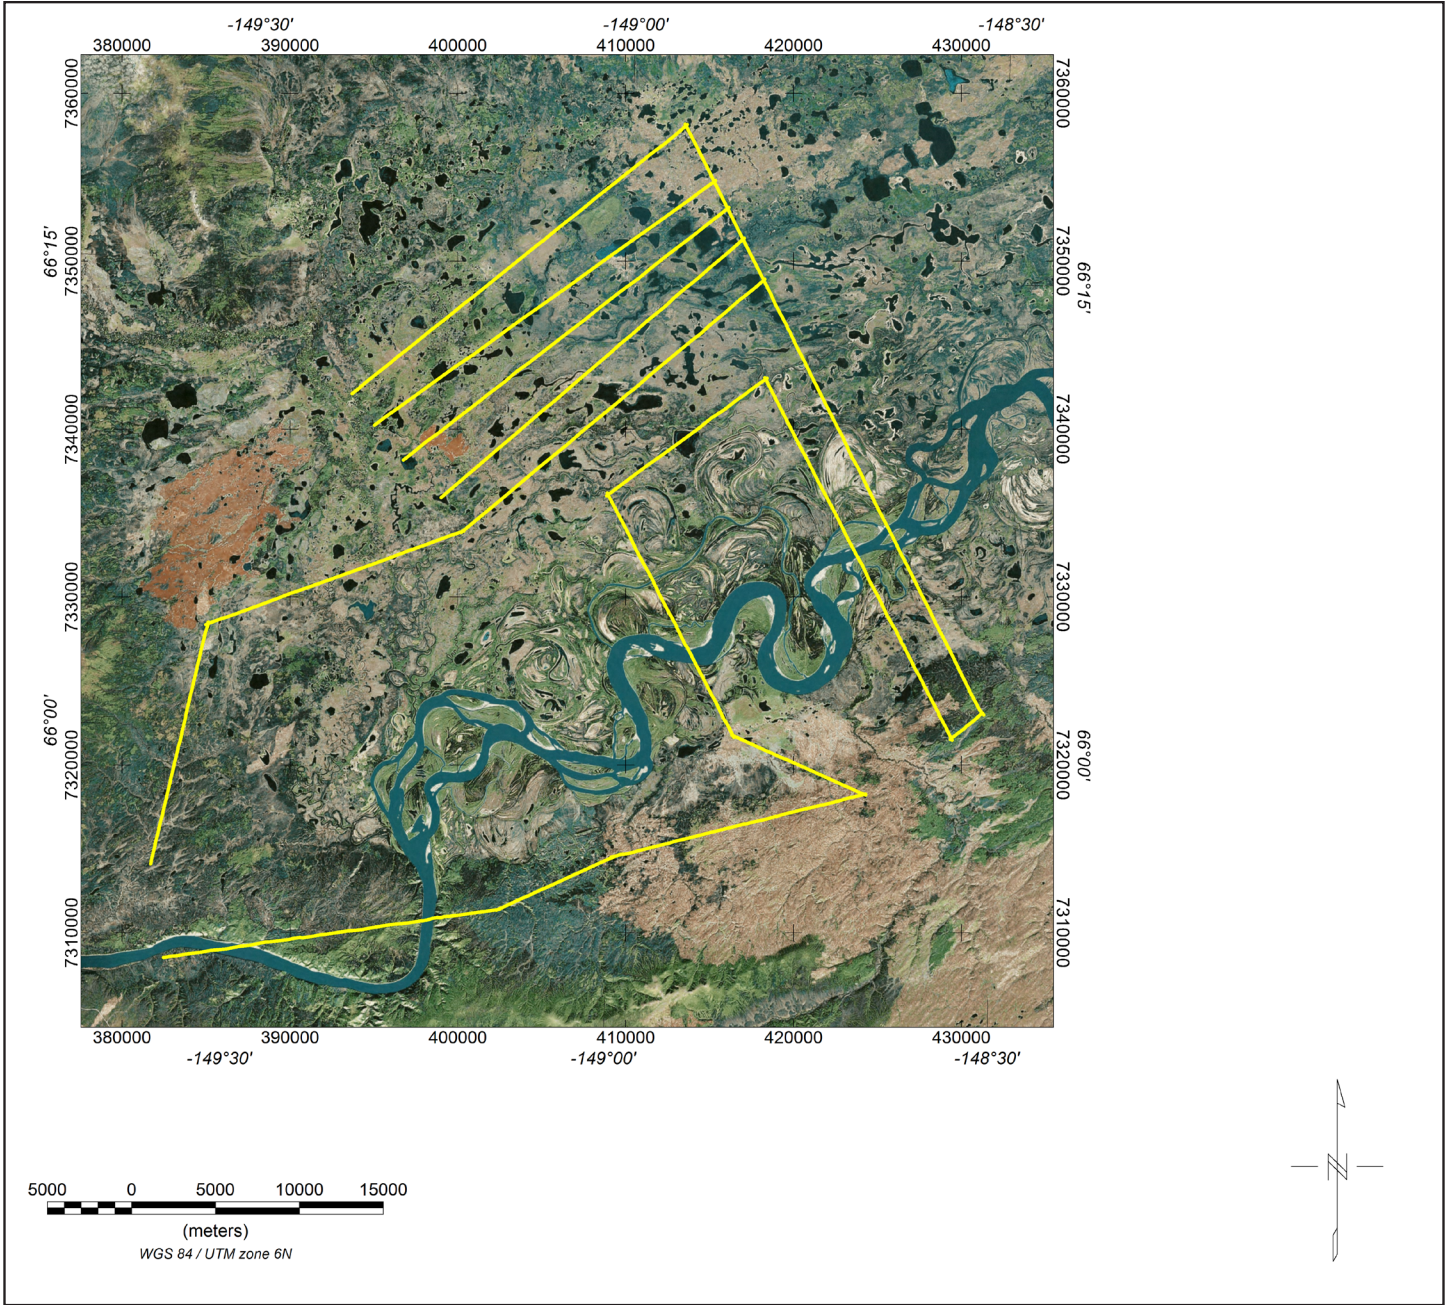 -149°30' -149°00' -148°30'
380000 390000 400000 410000 420000 430000
7360000 7360000
66°15' 7350000 7350000 66°15'
7340000 7340000
7330000 7330000
66°00' 7320000 7320000 66°00'
7310000 7310000
380000 390000 400000 410000 420000 430000
-149°30' -149°00' -148°30'
5000 0 5000 10000 15000
(meters)
WGS 84 / UTM zone 6N
N